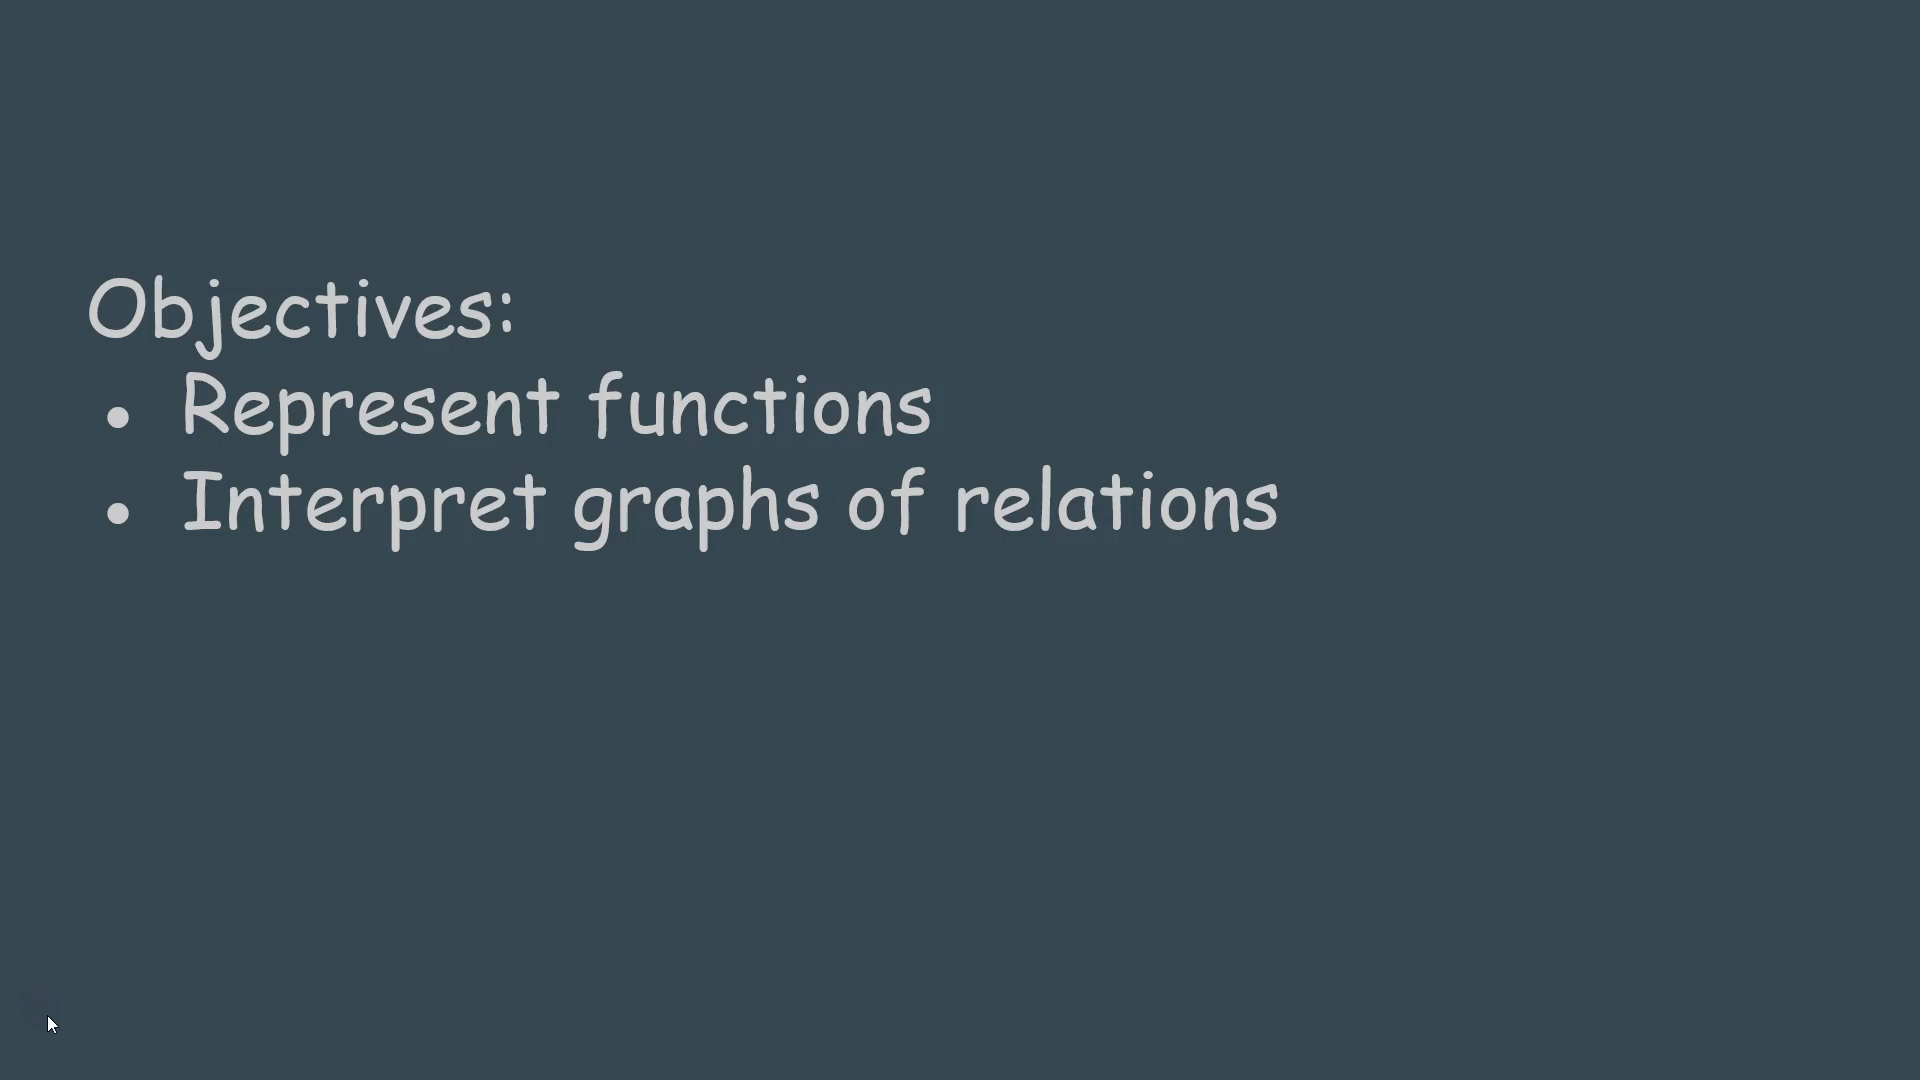 Objectives:
● Represent functions
● Interpret graphs of relations